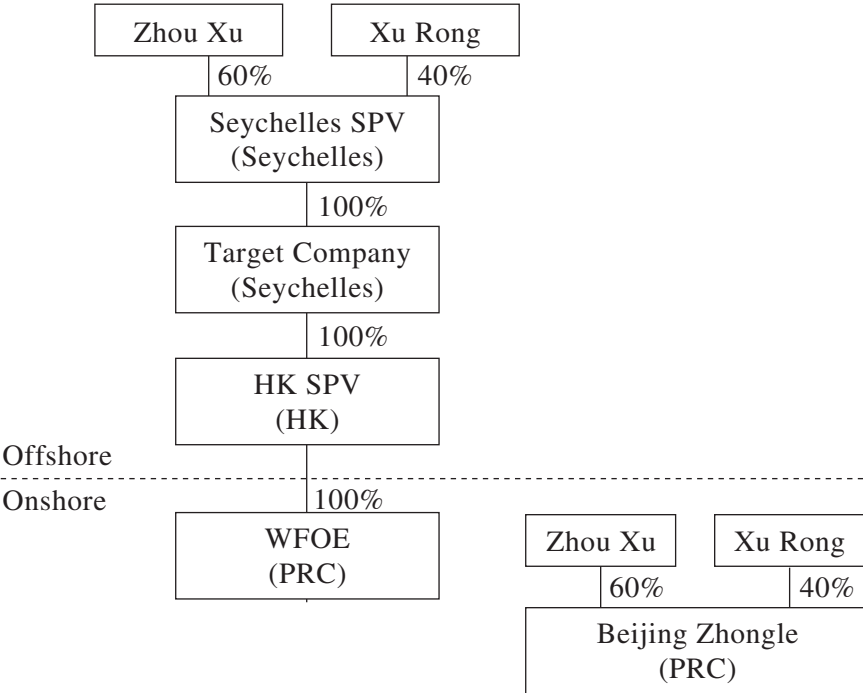 Zhou Xu
Xu Rong
60%
40%
Seychelles SPV
(Seychelles)
100%
Target Company
(Seychelles)
100%
HK SPV
(HK)
Offshore
Onshore
100%
WFOE
(PRC)
Zhou Xu
Xu Rong
60%
40%
Beijing Zhongle
(PRC)